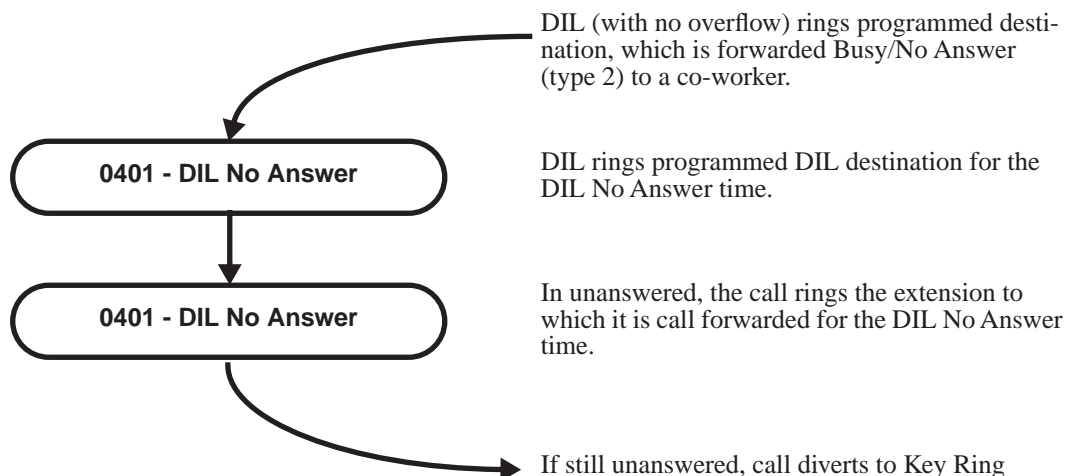 DIL (with no overflow) rings programmed desti-
nation, which is forwarded Busy/No Answer
(type 2) to a co-worker.
0401 - DIL No Answer
DIL rings programmed DIL destination for the
DIL No Answer time.
0401 - DIL No Answer
In unanswered, the call rings the extension to
which it is call forwarded for the DIL No Answer
time.
If still unanswered, call diverts to Key Ring